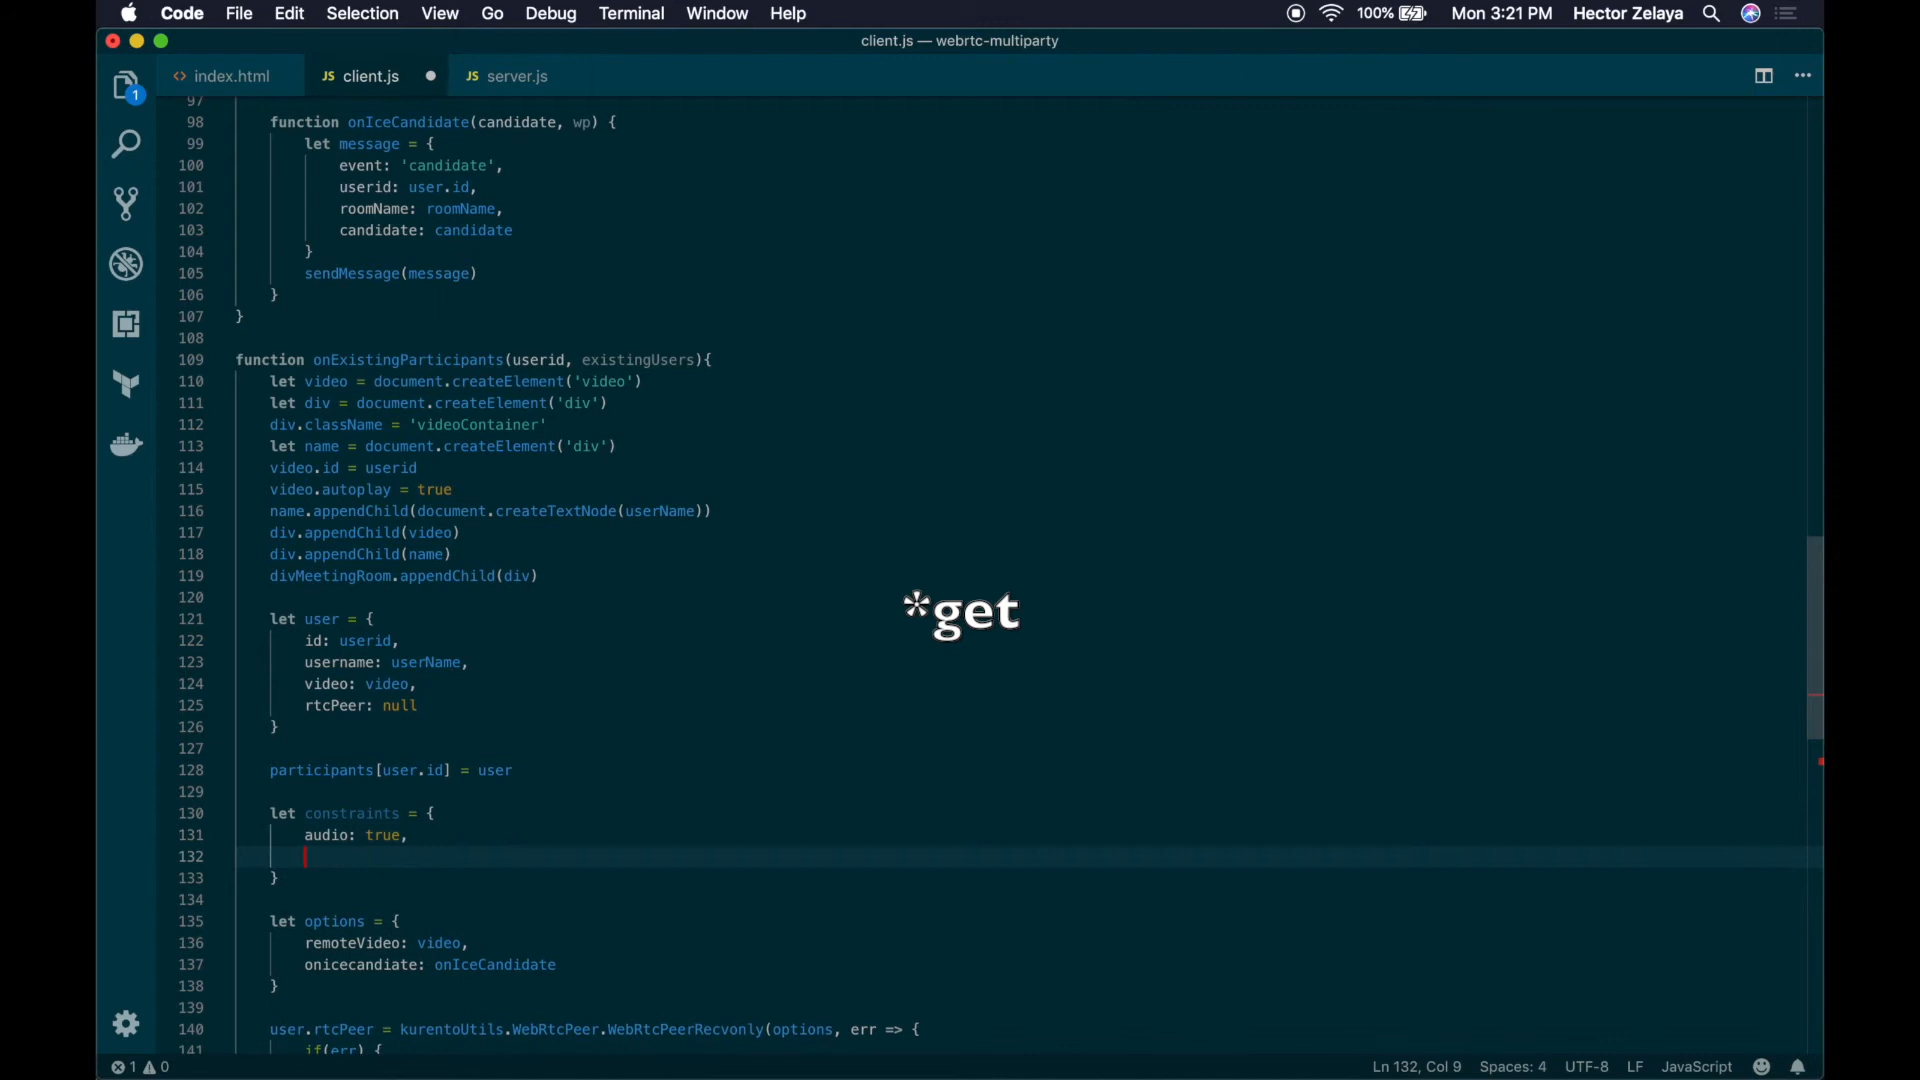 Code File Edit Selection View Go Debug Terminal Window Help 100% Mon 3:21 PM Hector Zelaya
client.js — webrtc-multiparty
<> index.html JS client.js JS server.js
1
97
98 function onIceCandidate(candidate, wp) {
99 let message = {
100 event: 'candidate',
101 userid: user.id,
102 roomName: roomName,
103 candidate: candidate
104 }
105 sendMessage(message)
106 }
107 }
108
109 function onExistingParticipants(userid, existingUsers){
110 let video = document.createElement('video')
111 let div = document.createElement('div')
112 div.className = 'videoContainer'
113 let name = document.createElement('div')
114 video.id = userid
115 video.autoplay = true
116 name.appendChild(document.createTextNode(userName))
117 div.appendChild(video)
118 div.appendChild(name)
119 divMeetingRoom.appendChild(div)
120
*get
121 let user = {
122 id: userid,
123 username: userName,
124 video: video,
125 rtcPeer: null
126 }
127
128 participants[user.id] = user
129
130 let constraints = {
131 audio: true,
132
133 }
134
135 let options = {
136 remoteVideo: video,
137 onicecandiate: onIceCandidate
138 }
139
140 user.rtcPeer = kurentoUtils.WebRtcPeer.WebRtcPeerRecvonly(options, err => {
141 if(err) {
1 0 Ln 132, Col 9 Spaces: 4 UTF-8 LF JavaScript